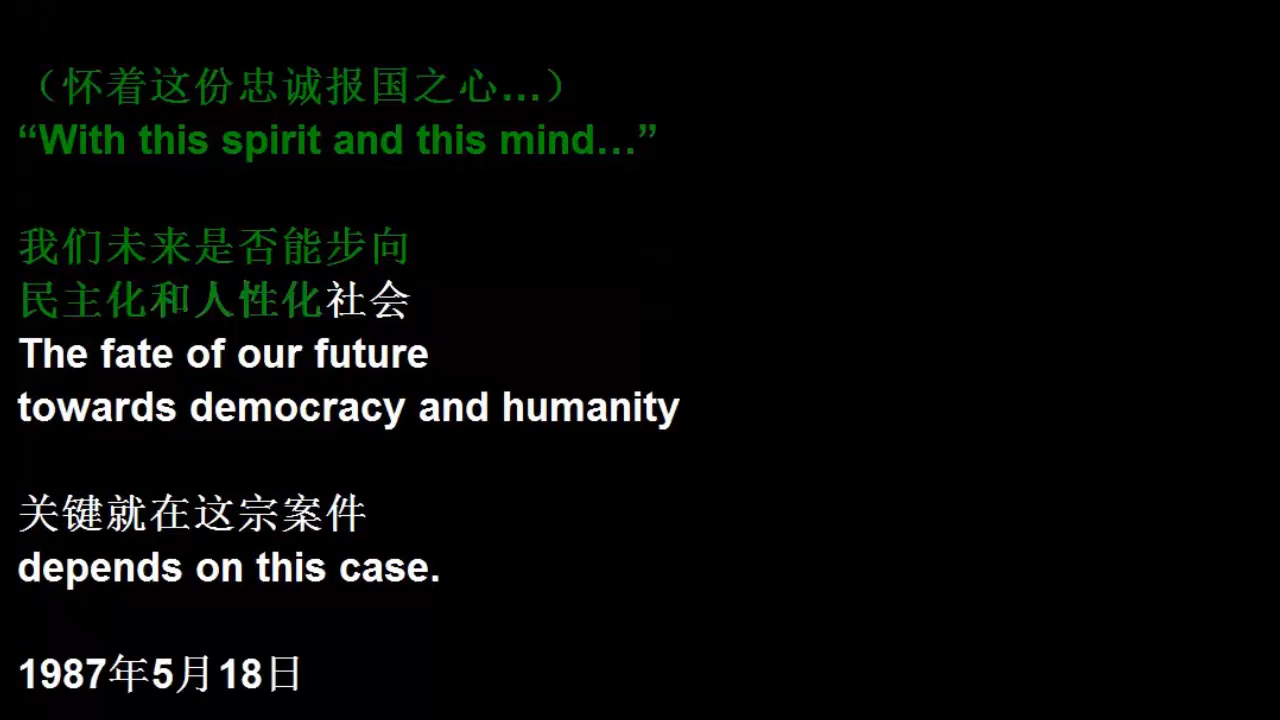 （怀着这份忠诚报国之心…）
“With this spirit and this mind…”
我们未来是否能步向
民主化和人性化社会
The fate of our future
towards democracy and humanity
关键就在这宗案件
depends on this case.
1987年5月18日